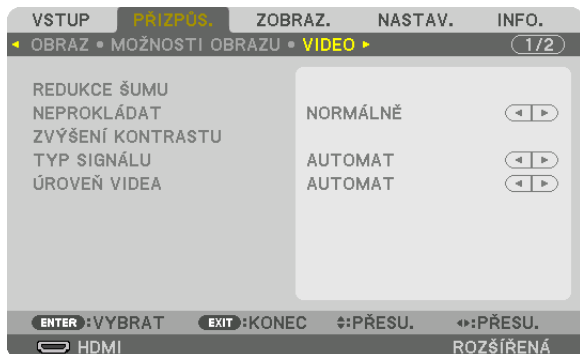 VSTUP PŘIZPŮS. ZOBRAZ. NASTAV. INFO.
OBRAZ • MOŽNOSTI OBRAZU • VIDEO 1/2
REDUKCE ŠUMU
NEPROKLÁDAT NORMÁLNĚ
ZVÝŠENÍ KONTRASTU
TYP SIGNÁLU AUTOMAT
ÚROVEŇ VIDEA AUTOMAT
ENTER :VYBRAT EXIT :KONEC :PŘESU. :PŘESU.
HDMI ROZŠÍŘENÁ